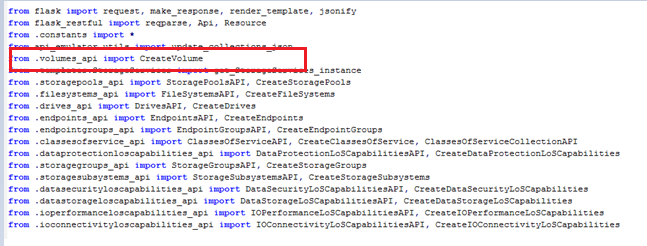 from flask import request, make_response, render_template, jsonify
from flask_restful import reqparse, Api, Resource
from .constants import *
from api_emulator.utils import update_collections_json
from .volumes_api import CreateVolume
from .templates.StorageServices import get_StorageServices_instance
from .storagepools_api import StoragePoolsAPI, CreateStoragePools
from .filesystems_api import FileSystemsAPI, CreateFileSystems
from .drives_api import DrivesAPI, CreateDrives
from .endpoints_api import EndpointsAPI, CreateEndpoints
from .endpointgroups_api import EndpointGroupsAPI, CreateEndpointGroups
from .classesofservice_api import ClassesOfServiceAPI, CreateClassesOfService, ClassesOfServiceCollectionAPI
from .dataprotectionloscapabilities_api import DataProtectionLoSCapabilitiesAPI, CreateDataProtectionLoSCapabilities
from .storagegroups_api import StorageGroupsAPI, CreateStorageGroups
from .storagesubsystems_api import StorageSubsystemsAPI, CreateStorageSubsystems
from .datasecurityloscapabilities_api import DataSecurityLoSCapabilitiesAPI, CreateDataSecurityLoSCapabilities
from .datastorageloscapabilities_api import DataStorageLoSCapabilitiesAPI, CreateDataStorageLoSCapabilities
from .ioperformanceloscapabilities_api import IOPerformanceLoSCapabilitiesAPI, CreateIOPerformanceLoSCapabilities
from .ioconnectivityloscapabilities_api import IOConnectivityLoSCapabilitiesAPI, CreateIOConnectivityLoSCapabilities